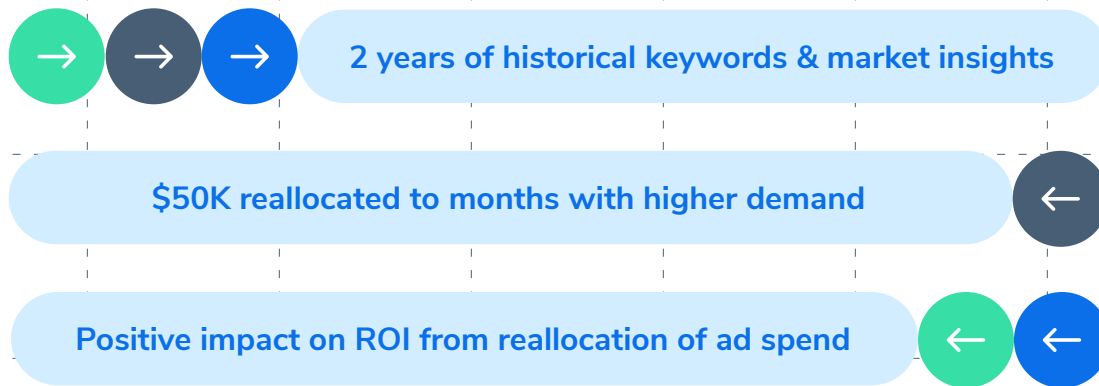 2 years of historical keywords & market insights
$50K reallocated to months with higher demand
Positive impact on ROI from reallocation of ad spend